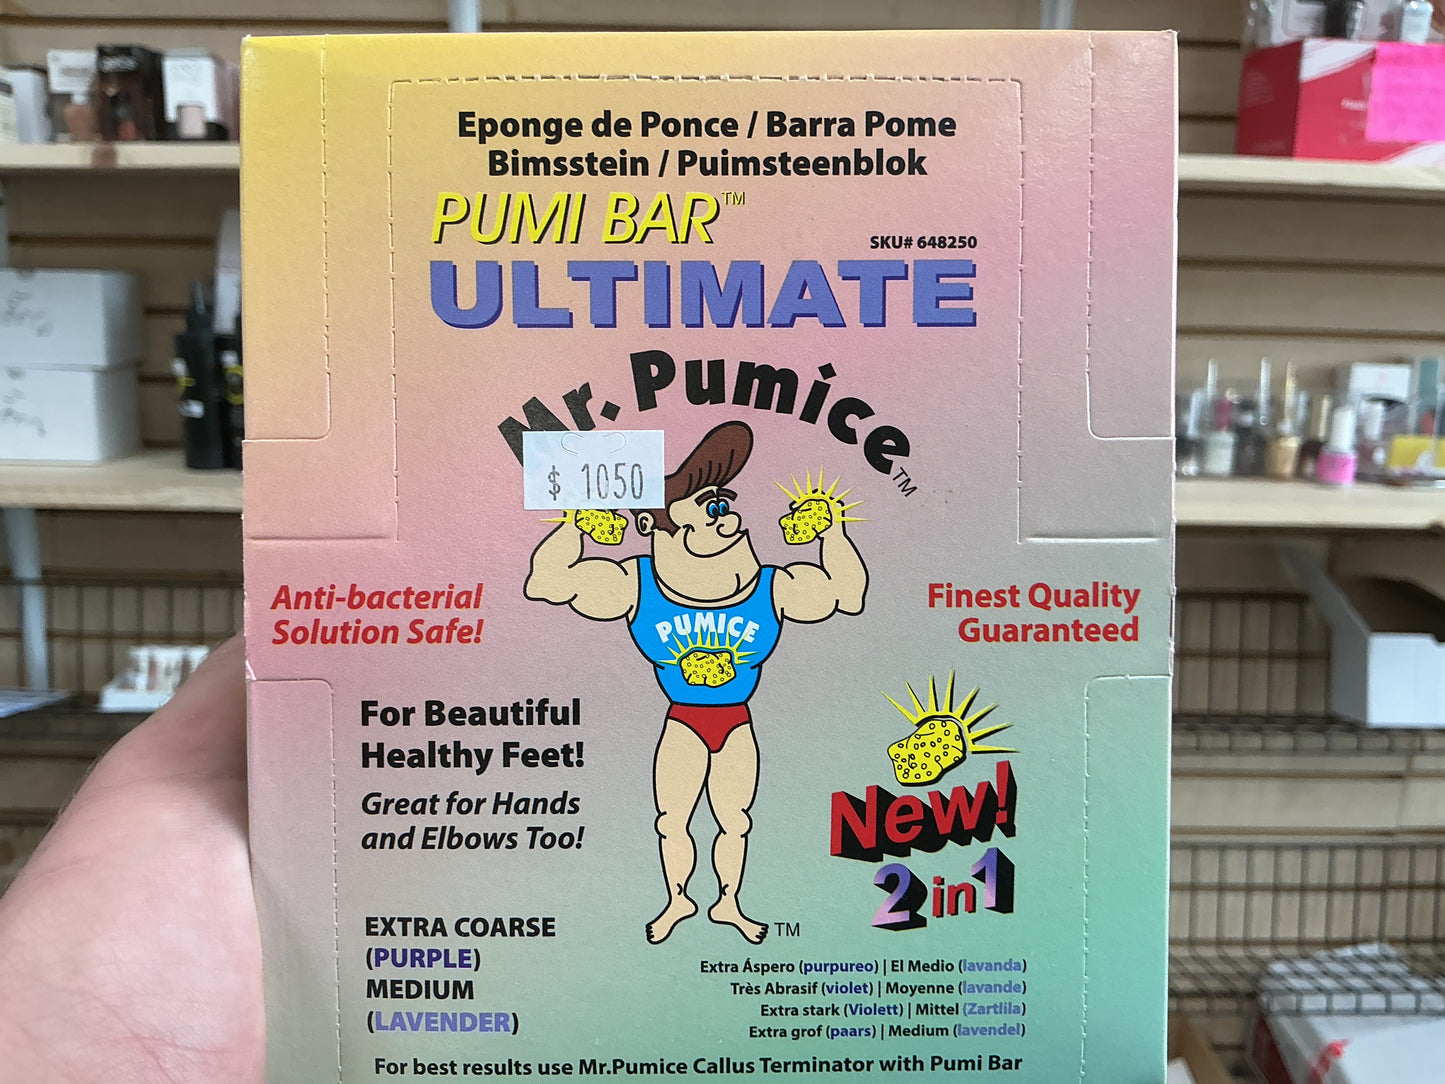 Eponge de Ponce / Barra Pome
Bimsstein / Puimsteenblok
PUMI BAR™
SKU# 648250
ULTIMATE
Mr. Pumice™
$ 1050
PUMICE
Anti-bacterial
Solution Safe!
Finest Quality
Guaranteed
For Beautiful
Healthy Feet!
Great for Hands
and Elbows Too!
New!
2 in 1
EXTRA COARSE
(PURPLE)
MEDIUM
(LAVENDER)
TM
Extra Áspero (purpureo) | El Medio (lavanda)
Très Abrasif (violet) | Moyenne (lavande)
Extra stark (Violett) | Mittel (Zartlila)
Extra grof (paars) | Medium (lavendel)
For best results use Mr.Pumice Callus Terminator with Pumi Bar